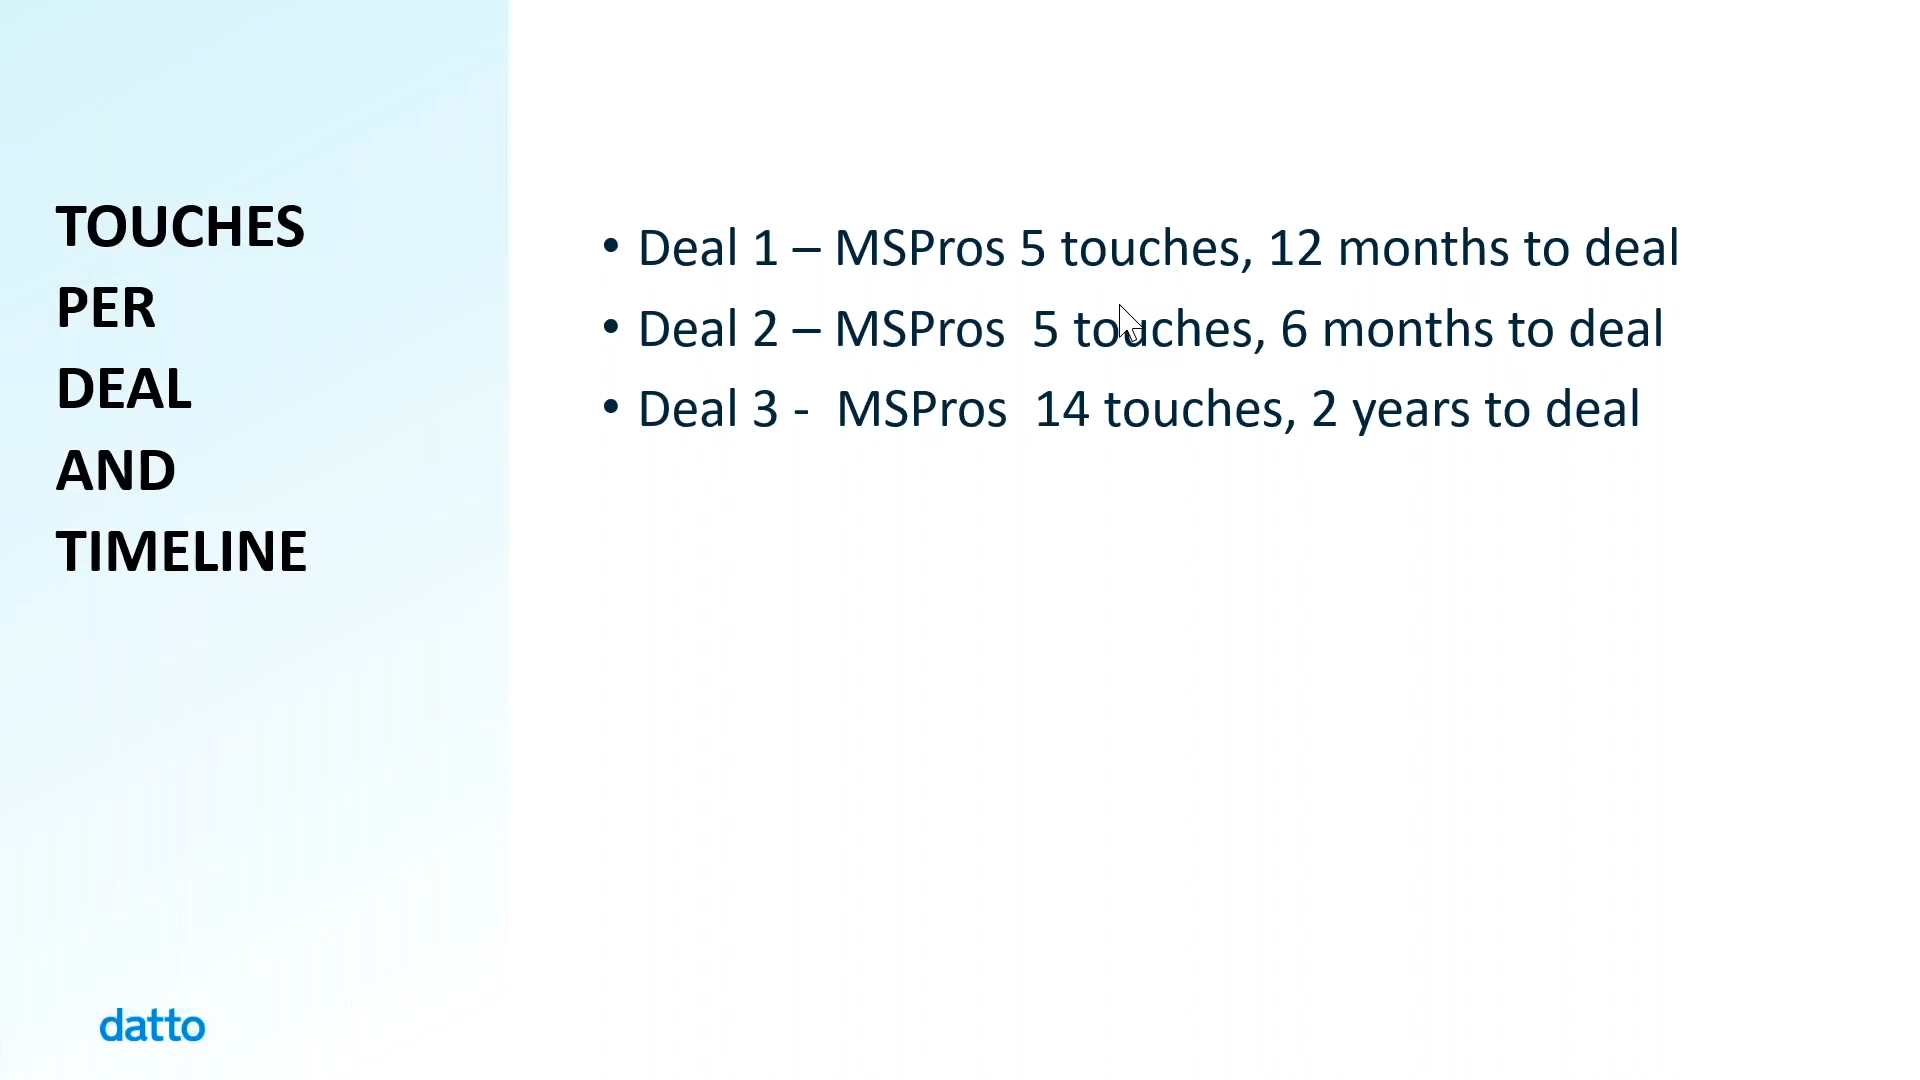 TOUCHES
PER
DEAL
AND
TIMELINE
• Deal 1 – MSPros 5 touches, 12 months to deal
• Deal 2 – MSPros  5 touches, 6 months to deal
• Deal 3 -  MSPros  14 touches, 2 years to deal
datto